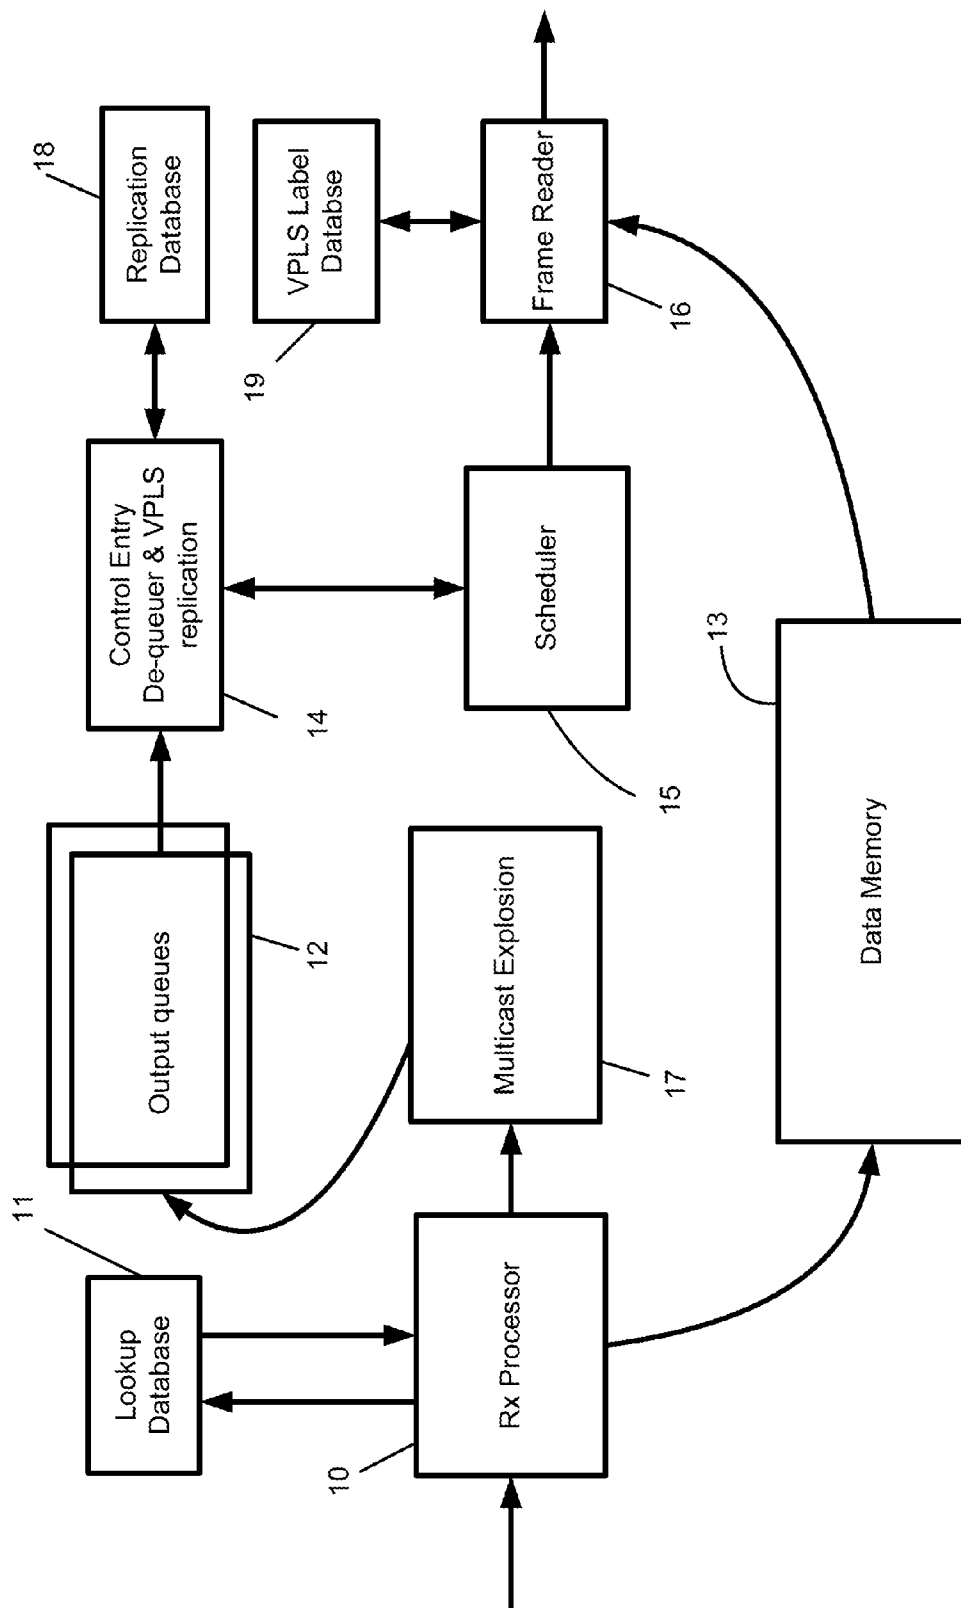 11
Lookup
Database
10
Rx Processor
Output queues
12
Multicast Explosion
17
Control Entry
De-queuer & VPLS
replication
14
Scheduler
15
Data Memory
13
18
Replication
Database
19
VPLS Label
Databse
Frame Reader
16